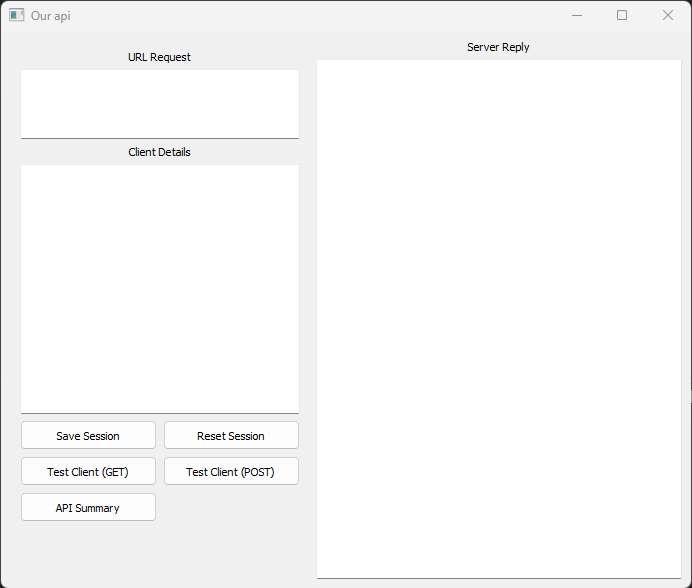 Our api
URL Request
Client Details
Save Session
Reset Session
Test Client (GET)
Test Client (POST)
API Summary
Server Reply